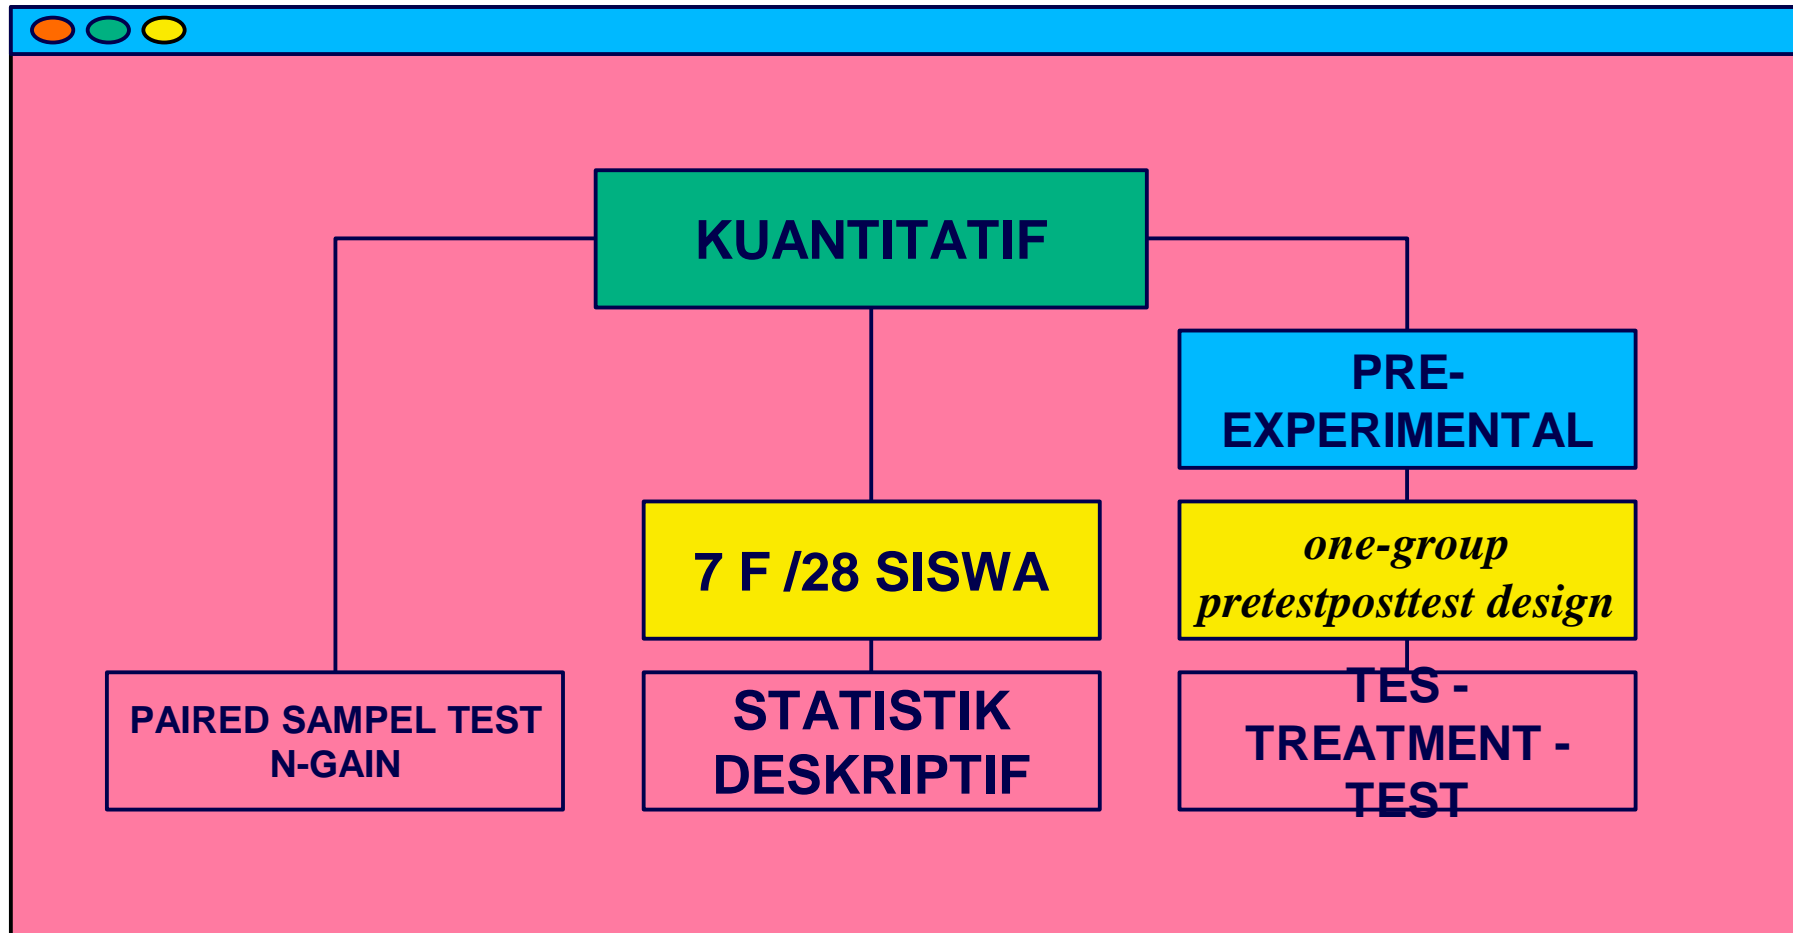 KUANTITATIF
PRE-
EXPERIMENTAL
7 F /28 SISWA
one-group
pretestposttest design
PAIRED SAMPEL TEST
N-GAIN
STATISTIK
DESKRIPTIF
TES -
TREATMENT -
TEST